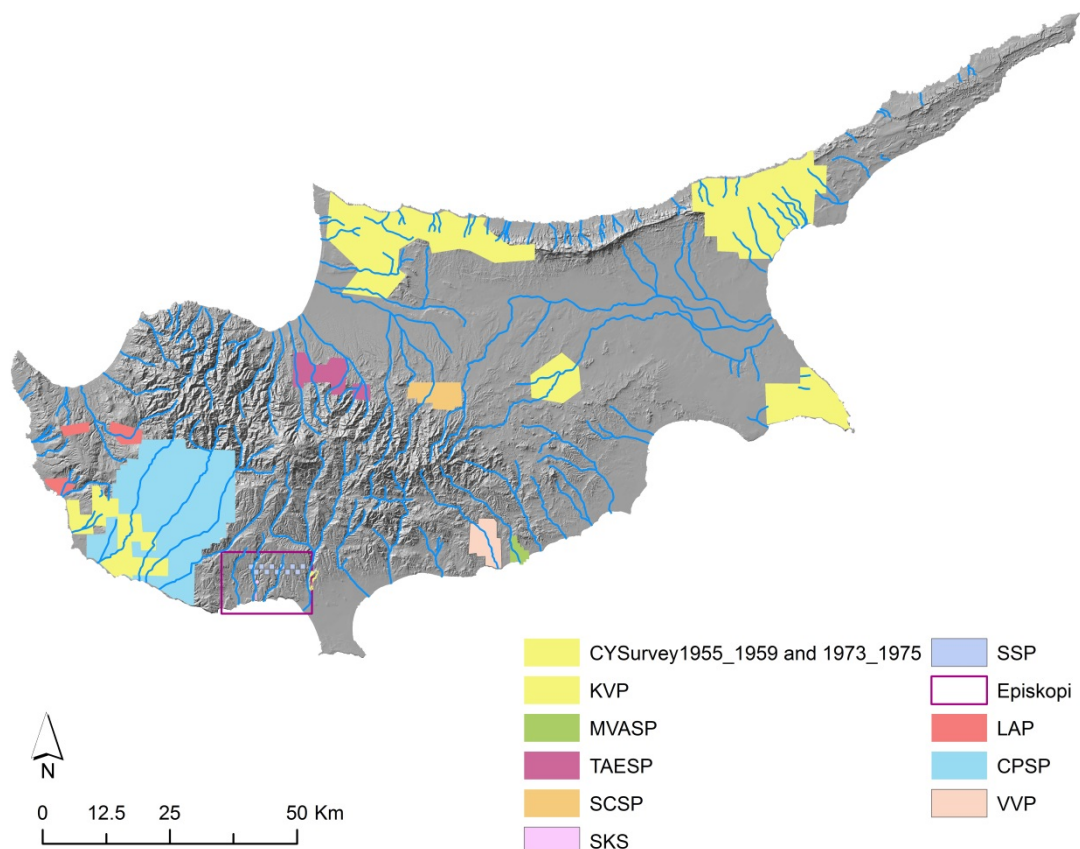 CYSurvey1955_1959 and 1973_1975
KVP
MVASP
TAESP
SCSP
SKS
SSP
Episkopi
LAP
CPSP
VVP
N
0 12.5 25 50 Km